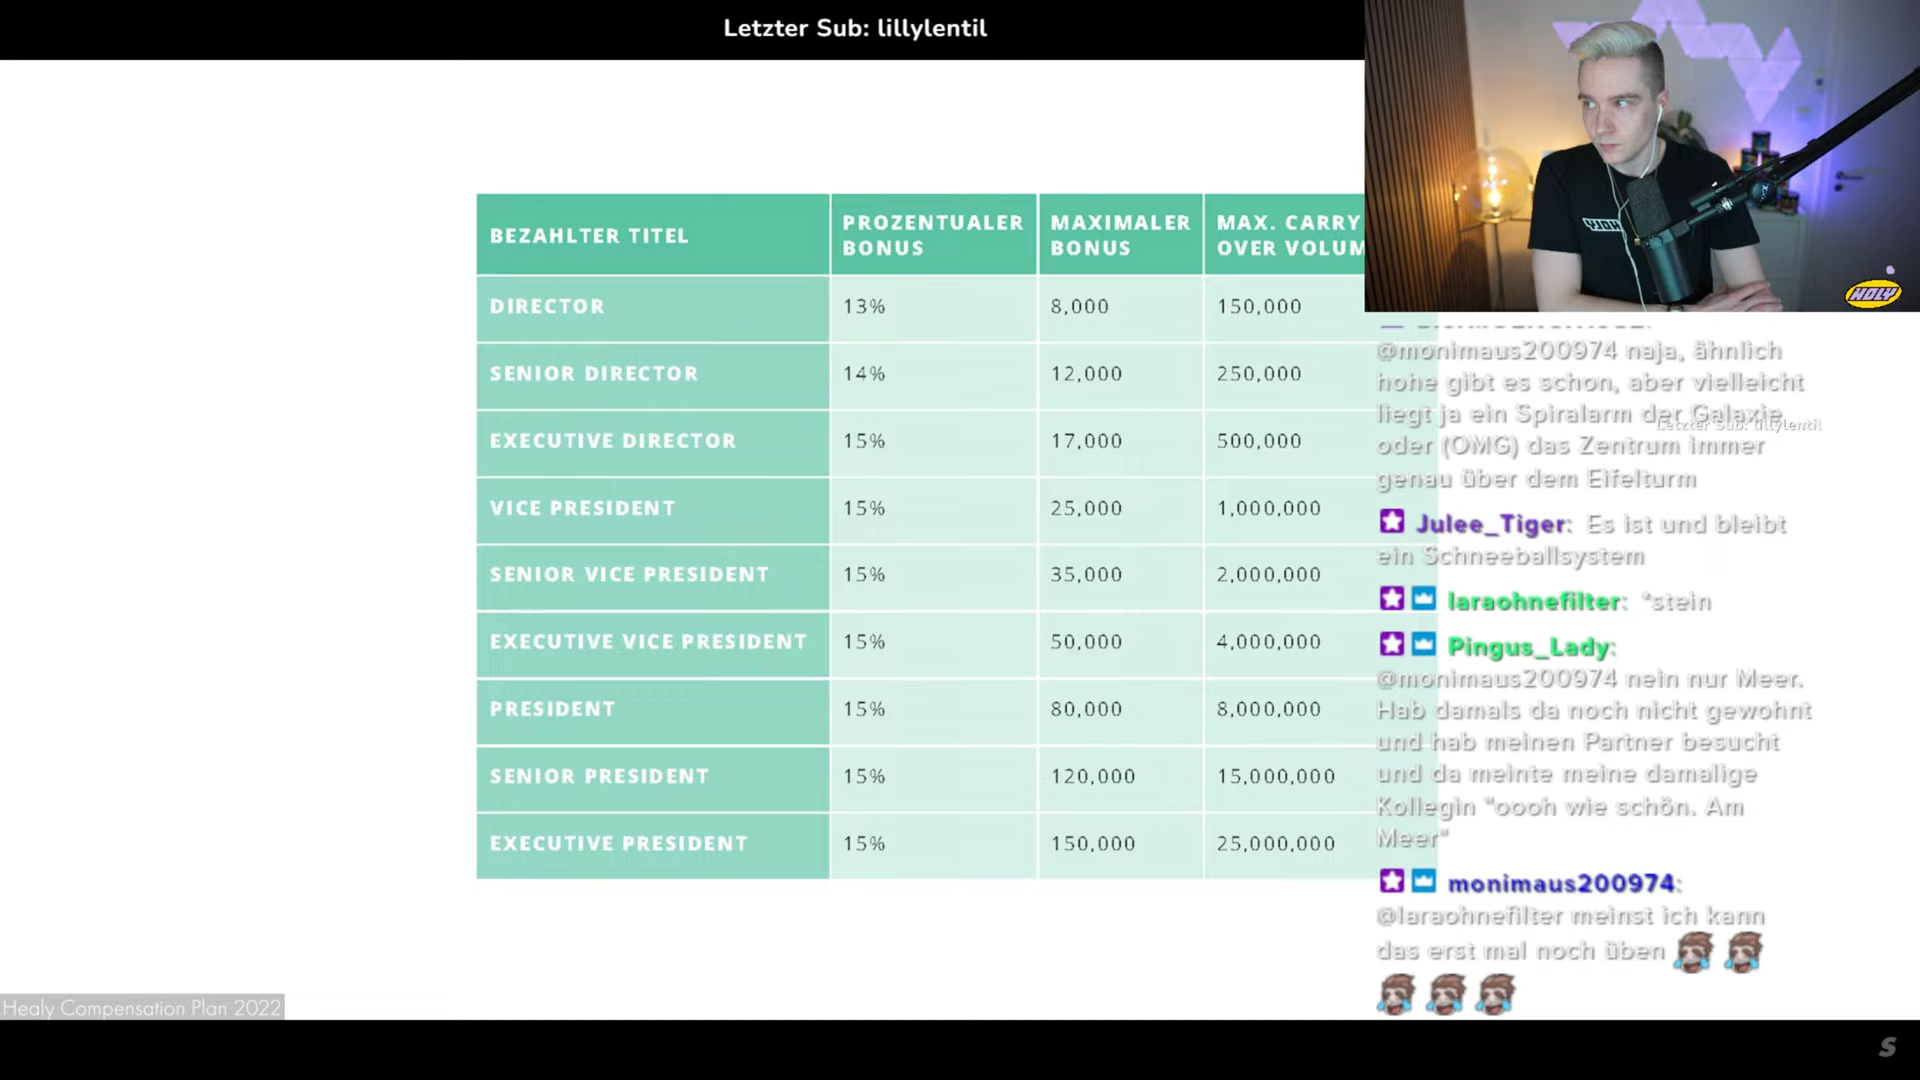 Letzter Sub: lillylentil
BEZAHLTER TITEL
PROZENTUALER
BONUS
MAXIMALER
BONUS
MAX. CARRY
OVER VOLUM
DIRECTOR 13% 8,000 150,000
SENIOR DIRECTOR 14% 12,000 250,000
EXECUTIVE DIRECTOR 15% 17,000 500,000
VICE PRESIDENT 15% 25,000 1,000,000
SENIOR VICE PRESIDENT 15% 35,000 2,000,000
EXECUTIVE VICE PRESIDENT 15% 50,000 4,000,000
PRESIDENT 15% 80,000 8,000,000
SENIOR PRESIDENT 15% 120,000 15,000,000
EXECUTIVE PRESIDENT 15% 150,000 25,000,000
HOLY
@monimaus200974 naja, ähnlich
hohe gibt es schon, aber vielleicht
liegt ja ein Spiralarm der Galaxie
Letzter Sub: lillylentil
oder (OMG) das Zentrum immer
genau über dem Eifelturm
Julee_Tiger: Es ist und bleibt
ein Schneeballsystem
laraohnefilter: *stein
Pingus_Lady:
@monimaus200974 nein nur Meer.
Hab damals da noch nicht gewohnt
und hab meinen Partner besucht
und da meinte meine damalige
Kollegin "oooh wie schön. Am
Meer"
monimaus200974:
@laraohnefilter meinst ich kann
das erst mal noch üben
Healy Compensation Plan 2022
S